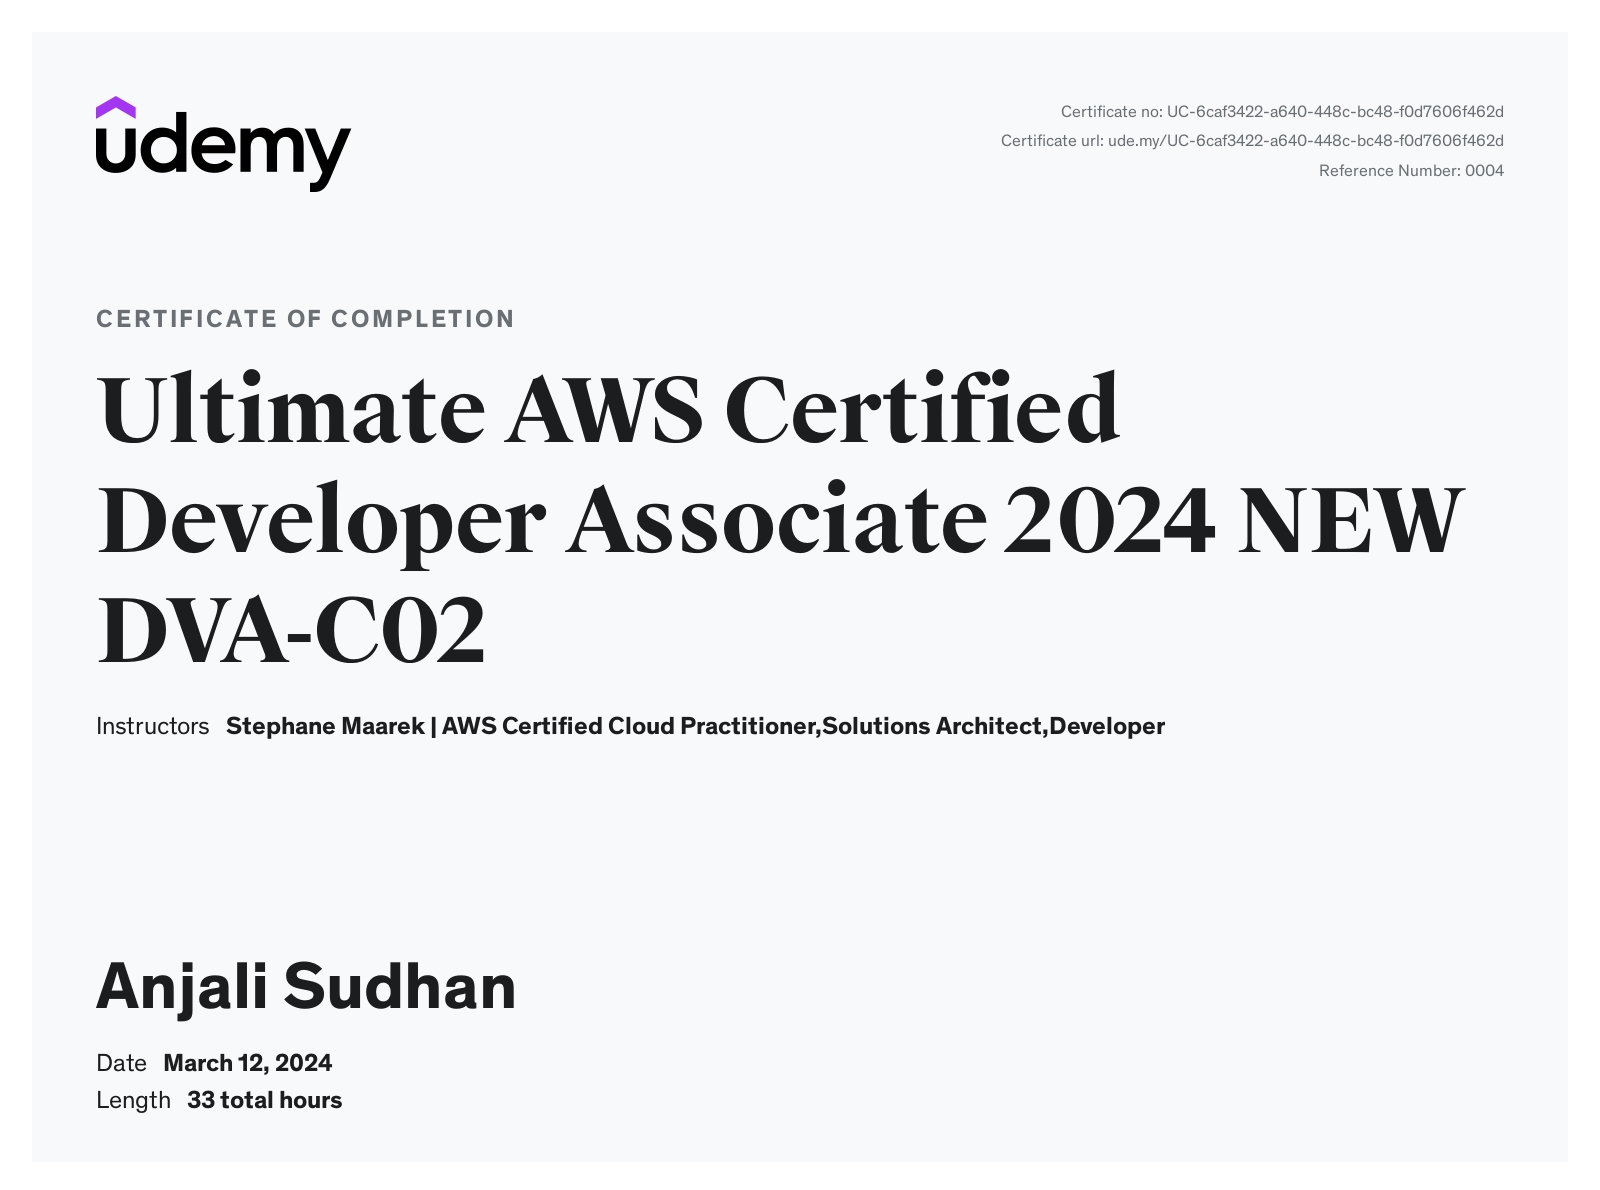 udemy
Certificate no: UC-6caf3422-a640-448c-bc48-f0d7606f462d
Certificate url: ude.my/UC-6caf3422-a640-448c-bc48-f0d7606f462d
Reference Number: 0004
CERTIFICATE OF COMPLETION
Ultimate AWS Certified
Developer Associate 2024 NEW
DVA-C02
Instructors Stephane Maarek | AWS Certified Cloud Practitioner,Solutions Architect,Developer
Anjali Sudhan
Date March 12, 2024
Length 33 total hours